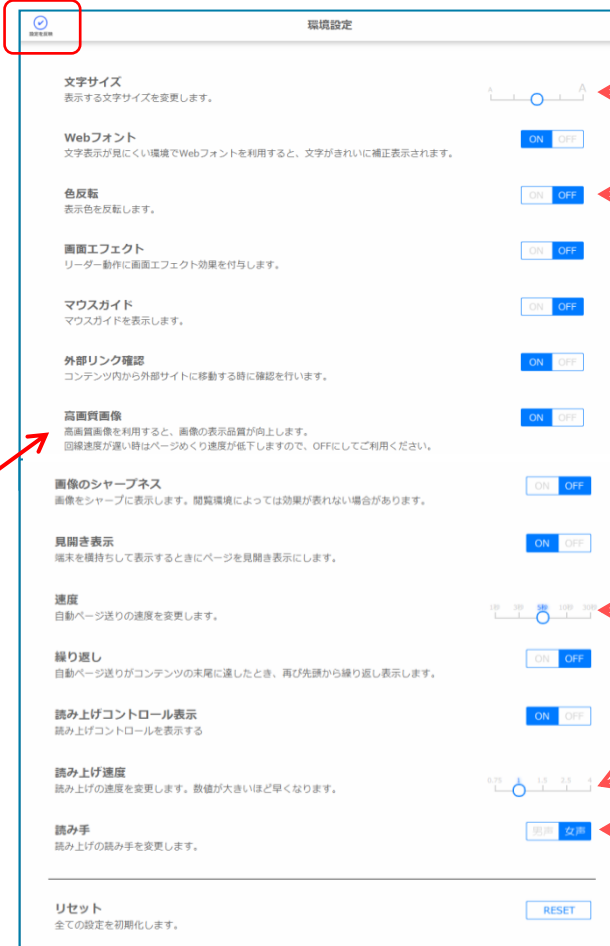 設定を反映
環境設定
文字サイズ
表示する文字サイズを変更します。
A A
Webフォント
文字表示が見にくい環境でWebフォントを利用すると、文字がきれいに補正表示されます。
ON OFF
色反転
表示色を反転します。
ON OFF
画面エフェクト
リーダー動作に画面エフェクト効果を付与します。
ON OFF
マウスガイド
マウスガイドを表示します。
ON OFF
外部リンク確認
コンテンツ内から外部サイトに移動する時に確認を行います。
ON OFF
高画質画像
高画質画像を利用すると、画像の表示品質が向上します。
回線速度が遅い時はページめくり速度が低下しますので、OFFにしてご利用ください。
ON OFF
画像のシャープネス
画像をシャープに表示します。閲覧環境によっては効果が表れない場合があります。
ON OFF
見開き表示
端末を横持ちして表示するときにページを見開き表示にします。
ON OFF
速度
自動ページ送りの速度を変更します。
1秒 3秒 5秒 10秒 30秒
繰り返し
自動ページ送りがコンテンツの末尾に達したとき、再び先頭から繰り返し表示します。
ON OFF
読み上げコントロール表示
読み上げコントロールを表示する
ON OFF
読み上げ速度
読み上げの速度を変更します。数値が大きいほど早くなります。
0.75 1.5 2.5 4
読み手
読み上げの読み手を変更します。
男声 女声
リセット
全ての設定を初期化します。
RESET